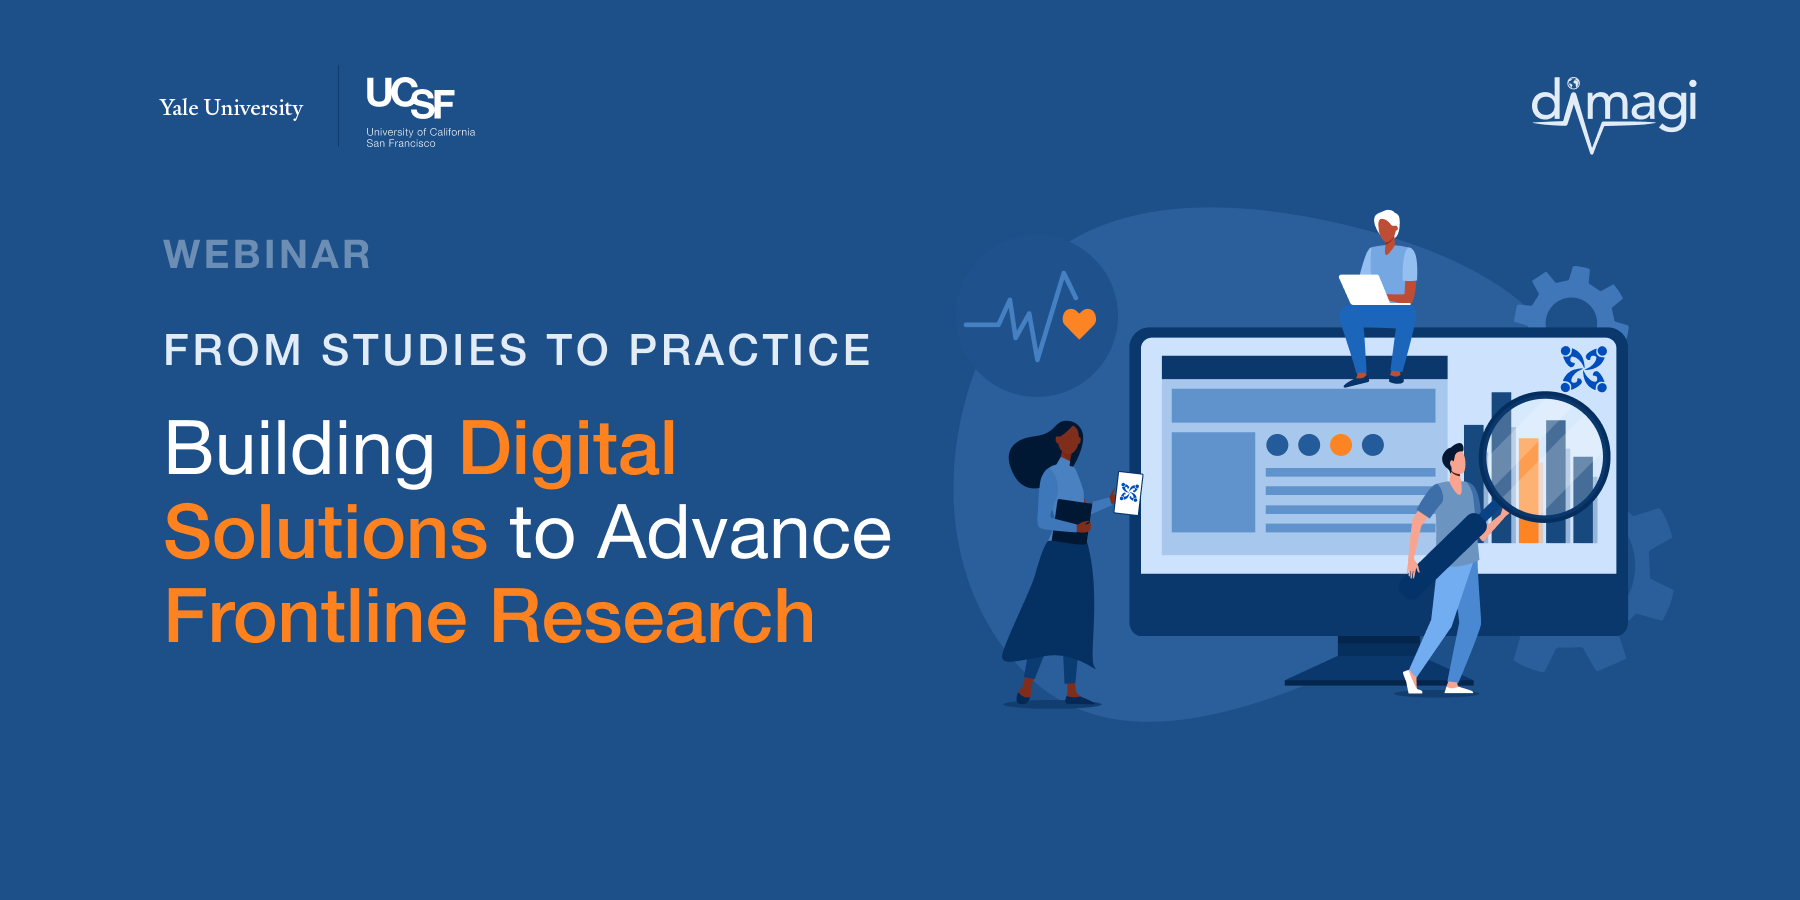 Yale University
UCSF
University of California
San Francisco
dimagi
WEBINAR
FROM STUDIES TO PRACTICE
Building Digital
Solutions to Advance
Frontline Research